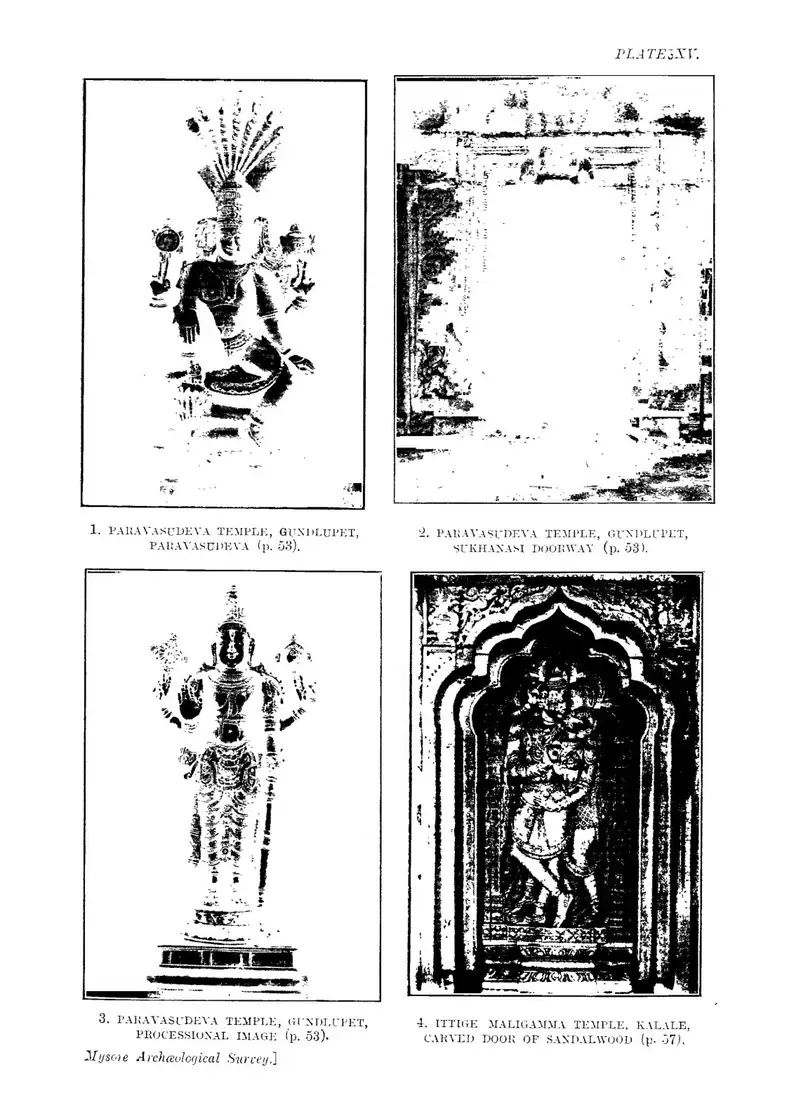 PLATE XV.
1. PARAVASUDEVA TEMPLE, GUNDLUPET,
PARAVASUDEVA (p. 53).
2. PARAVASUDEVA TEMPLE, GUNDLUPET,
SUKHANASI DOORWAY (p. 53).
3. PARAVASUDEVA TEMPLE, GUNDLUPET,
PROCESSIONAL IMAGE (p. 53).
4. ITTIGE MALIGAMMA TEMPLE, KALALE,
CARVED DOOR OF SANDALWOOD (p. 57).
Mysore Archæological Survey.]